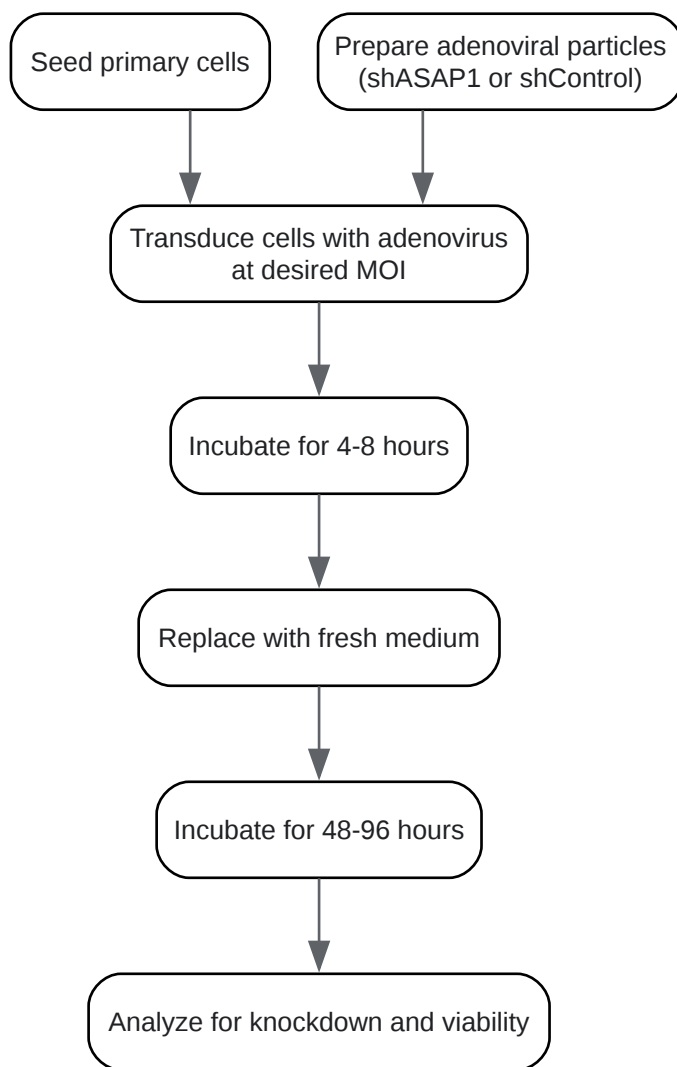 Seed primary cells
Prepare adenoviral particles
(shASAP1 or shControl)
Transduce cells with adenovirus
at desired MOI
Incubate for 4-8 hours
Replace with fresh medium
Incubate for 48-96 hours
Analyze for knockdown and viability